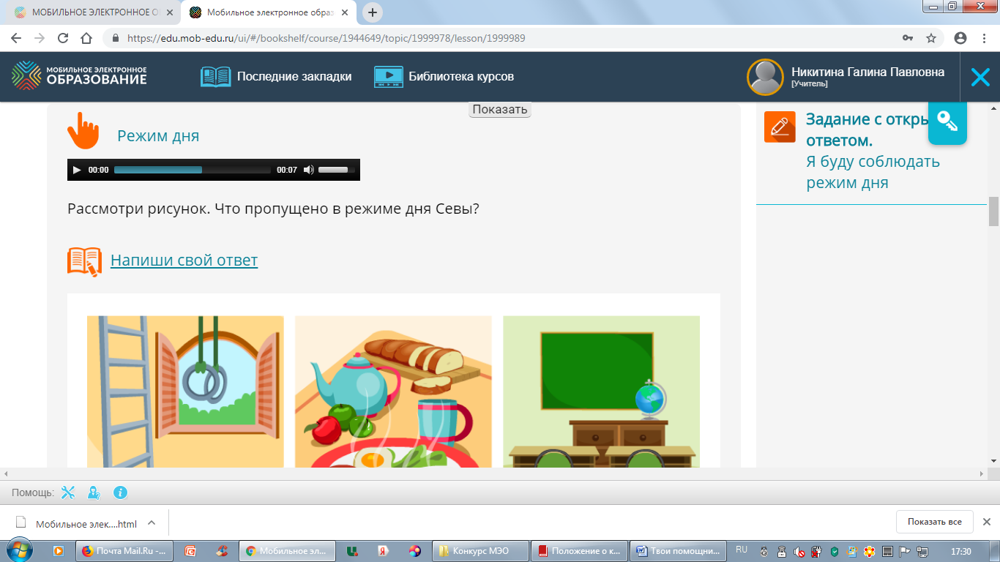 МОБИЛЬНОЕ ЭЛЕКТРОННОЕ О
Мобильное электронное образ
https://edu.mob-edu.ru/ui/#/bookshelf/course/1944649/topic/1999978/lesson/1999989
МОБИЛЬНОЕ ЭЛЕКТРОННОЕ
ОБРАЗОВАНИЕ
Последние закладки
Библиотека курсов
Никитина Галина Павловна
[Учитель]
Показать
Режим дня
00:00
00:07
Рассмотри рисунок. Что пропущено в режиме дня Севы?
Напиши свой ответ
Задание с откры
ответом.
Я буду соблюдать
режим дня
Помощь:
Мобильное элек....html
Показать все
Почта Mail.Ru -...
Мобильное эл...
Конкурс МЭО
Положение о к...
Твои помощни...
RU
17:30